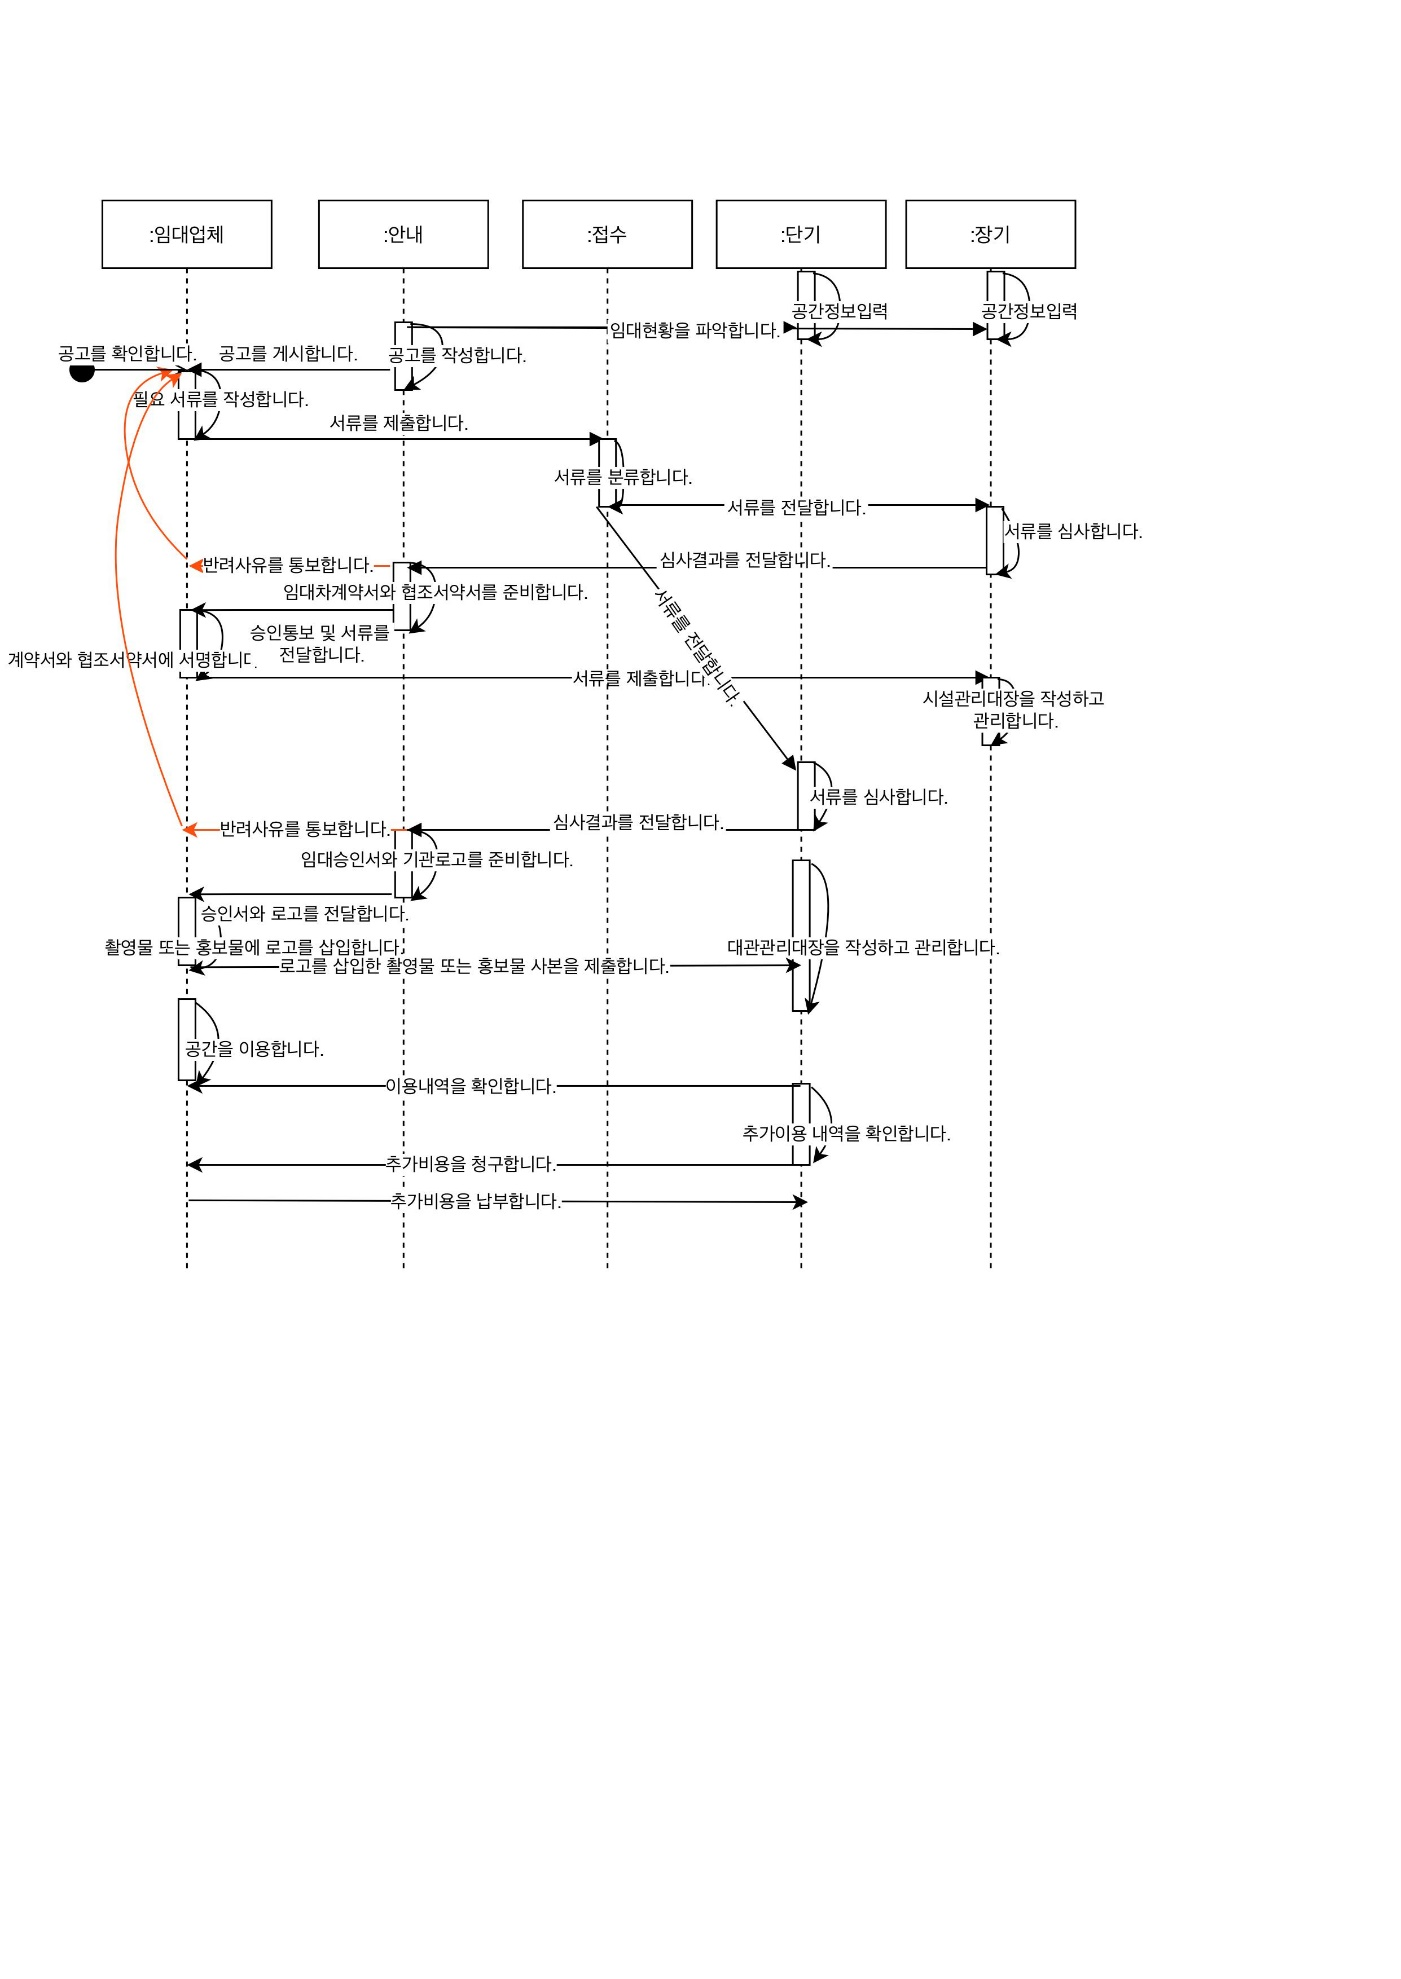 :임대업체
:안내
:접수
:단기
:장기
공간정보입력
공간정보입력
임대현황을 파악합니다.
공고를 확인합니다.
공고를 게시합니다.
공고를 작성합니다.
필요 서류를 작성합니다.
서류를 제출합니다.
서류를 분류합니다.
서류를 전달합니다.
서류를 심사합니다.
심사결과를 전달합니다.
반려사유를 통보합니다.
임대차계약서와 협조서약서를 준비합니다.
서류를 전달합니다.
승인통보 및 서류를
전달합니다.
계약서와 협조서약서에 서명합니다.
서류를 제출합니다.
시설관리대장을 작성하고
관리합니다.
서류를 심사합니다.
심사결과를 전달합니다.
반려사유를 통보합니다.
임대승인서와 기관로고를 준비합니다.
승인서와 로고를 전달합니다.
촬영물 또는 홍보물에 로고를 삽입합니다.
대관관리대장을 작성하고 관리합니다.
로고를 삽입한 촬영물 또는 홍보물 사본을 제출합니다.
공간을 이용합니다.
이용내역을 확인합니다.
추가이용 내역을 확인합니다.
추가비용을 청구합니다.
추가비용을 납부합니다.